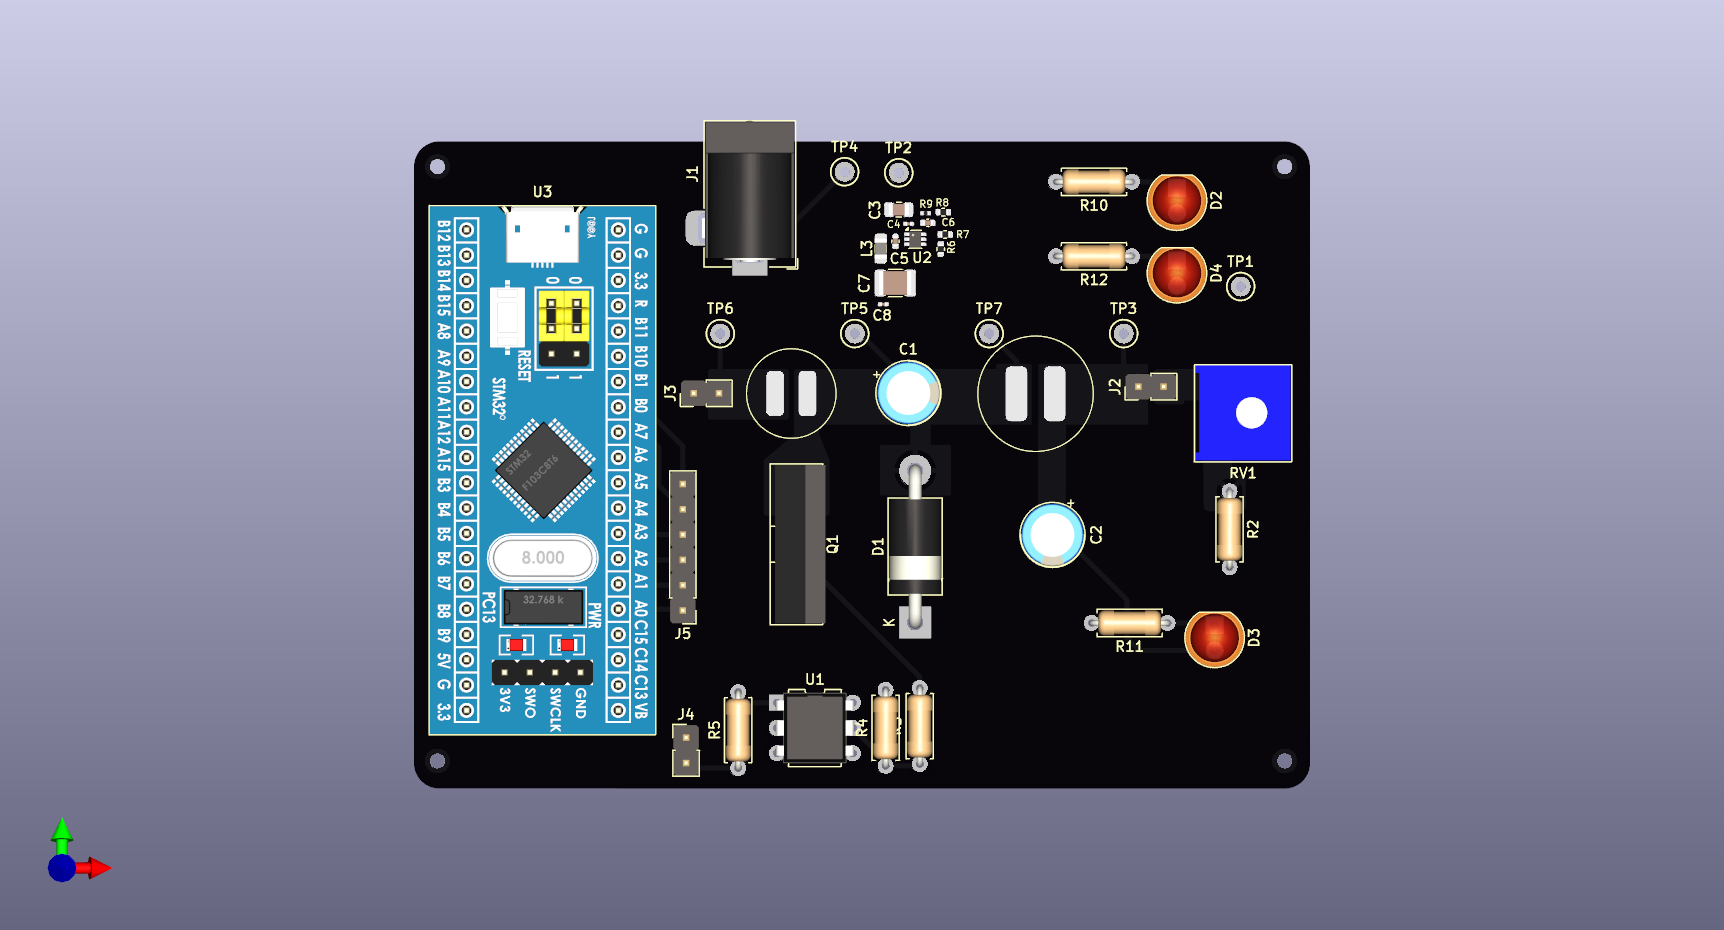 TP4
TP2
J1
U3
R10
D2
C3
R9
R8
C4
C6
R7
R6
L3
C5
U2
C7
C8
R12
D4
TP1
TP6
TP5
TP7
TP3
C1
+
J3
J2
RV1
R2
Q1
D1
K
C2
+
R11
D3
J5
U1
J4
R5
R4
B12
B13
B14
B15
A8
A9
A10
A11
A12
A15
B3
B4
B5
B6
B7
B8
B9
5V
G
3.3
G
G
3.3
R
B11
B10
B1
B0
A7
A6
A5
A4
A3
A2
A1
A0
C15
C14
C13
VB
0
0
1
1
RESET
STM32
STM32
F103C8T6
8.000
32.768 k
PC13
PWR
3V3
SWO
SWCLK
GND